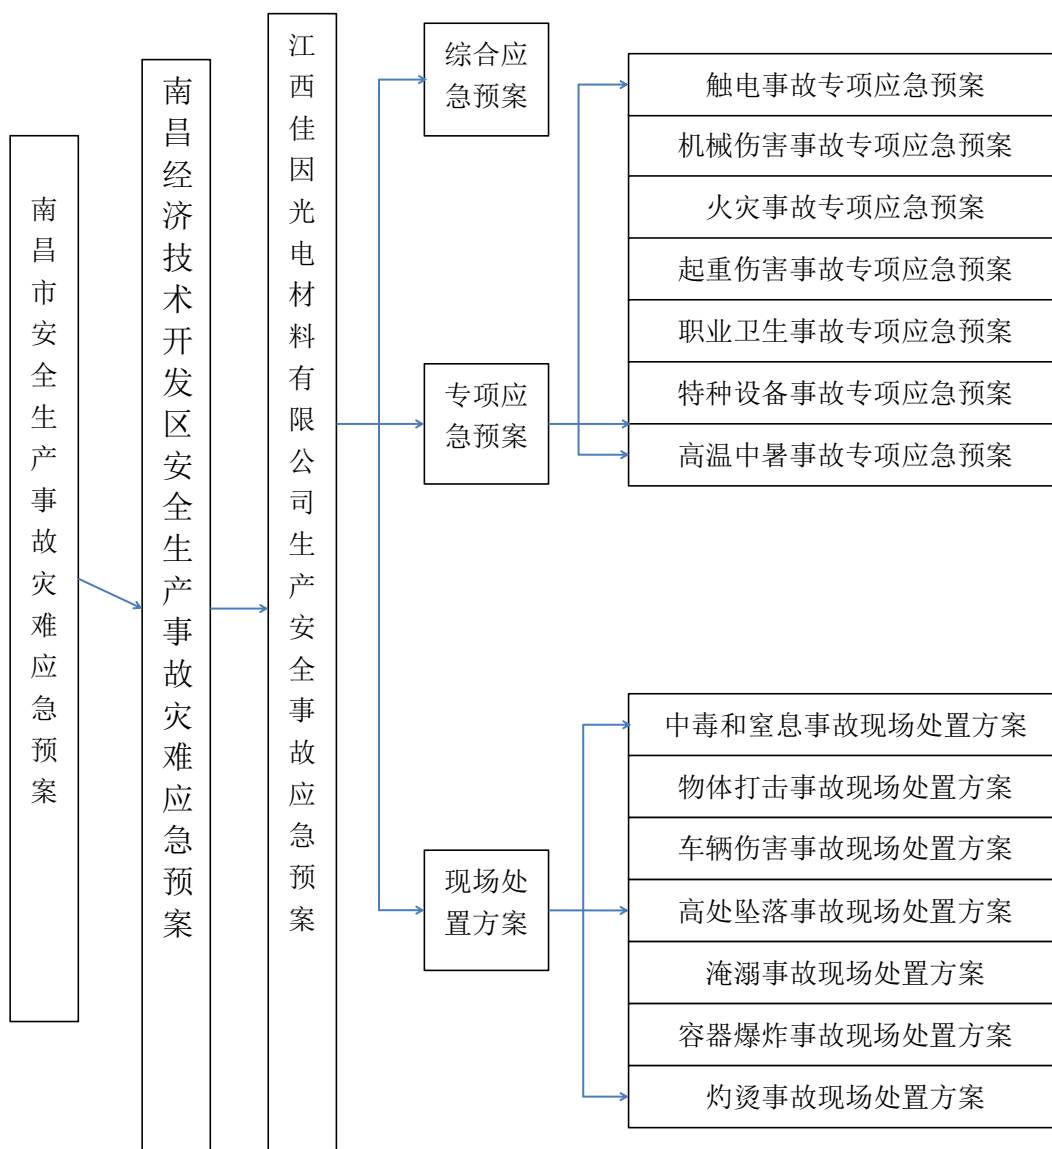 南昌市安全生产事故灾难应急预案
南昌经济技术开发区安全生产事故灾难应急预案
江西佳因光电材料有限公司生产安全事故应急预案
综合应
急预案
专项应
急预案
现场处
置方案
触电事故专项应急预案
机械伤害事故专项应急预案
火灾事故专项应急预案
起重伤害事故专项应急预案
职业卫生事故专项应急预案
特种设备事故专项应急预案
高温中暑事故专项应急预案
中毒和窒息事故现场处置方案
物体打击事故现场处置方案
车辆伤害事故现场处置方案
高处坠落事故现场处置方案
淹溺事故现场处置方案
容器爆炸事故现场处置方案
灼烫事故现场处置方案